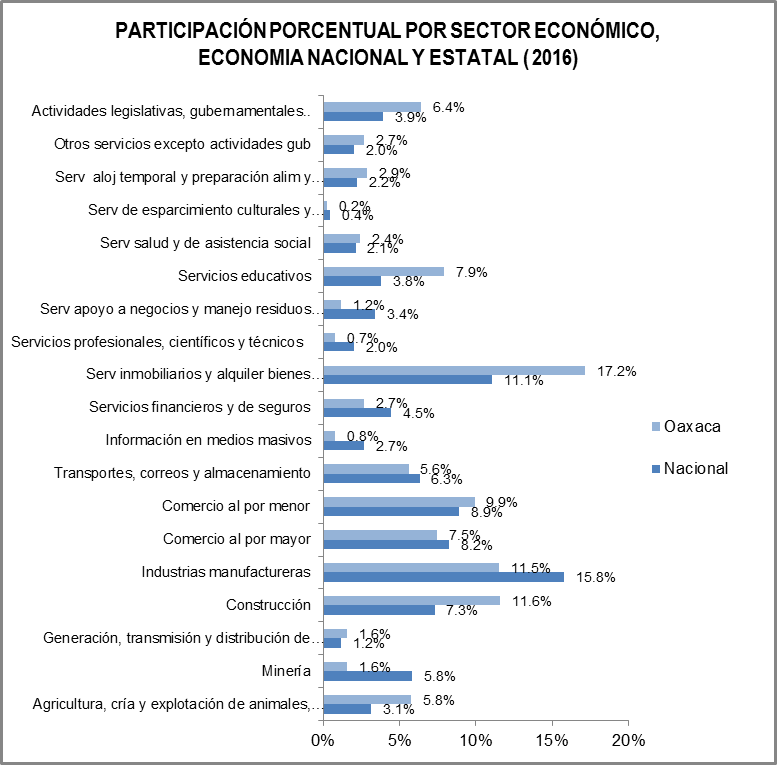 PARTICIPACIÓN PORCENTUAL POR SECTOR ECONÓMICO,
ECONOMIA NACIONAL Y ESTATAL ( 2016)
Actividades legislativas, gubernamentales.. 6.4% 3.9%
Otros servicios excepto actividades gub 2.7% 2.0%
Serv aloj temporal y preparación alim y... 2.9% 2.2%
Serv de esparcimiento culturales y... 0.2% 0.4%
Serv salud y de asistencia social 2.4% 2.1%
Servicios educativos 7.9% 3.8%
Serv apoyo a negocios y manejo residuos... 1.2% 3.4%
Servicios profesionales, científicos y técnicos 0.7% 2.0%
Serv inmobiliarios y alquiler bienes... 17.2% 11.1%
Servicios financieros y de seguros 2.7% 4.5%
Información en medios masivos 0.8% 2.7%
Transportes, correos y almacenamiento 5.6% 6.3%
Comercio al por menor 9.9% 8.9%
Comercio al por mayor 7.5% 8.2%
Industrias manufactureras 11.5% 15.8%
Construcción 11.6% 7.3%
Generación, transmisión y distribución de... 1.6% 1.2%
Minería 1.6% 5.8%
Agricultura, cría y explotación de animales,... 5.8% 3.1%
0% 5% 10% 15% 20%
Oaxaca
Nacional